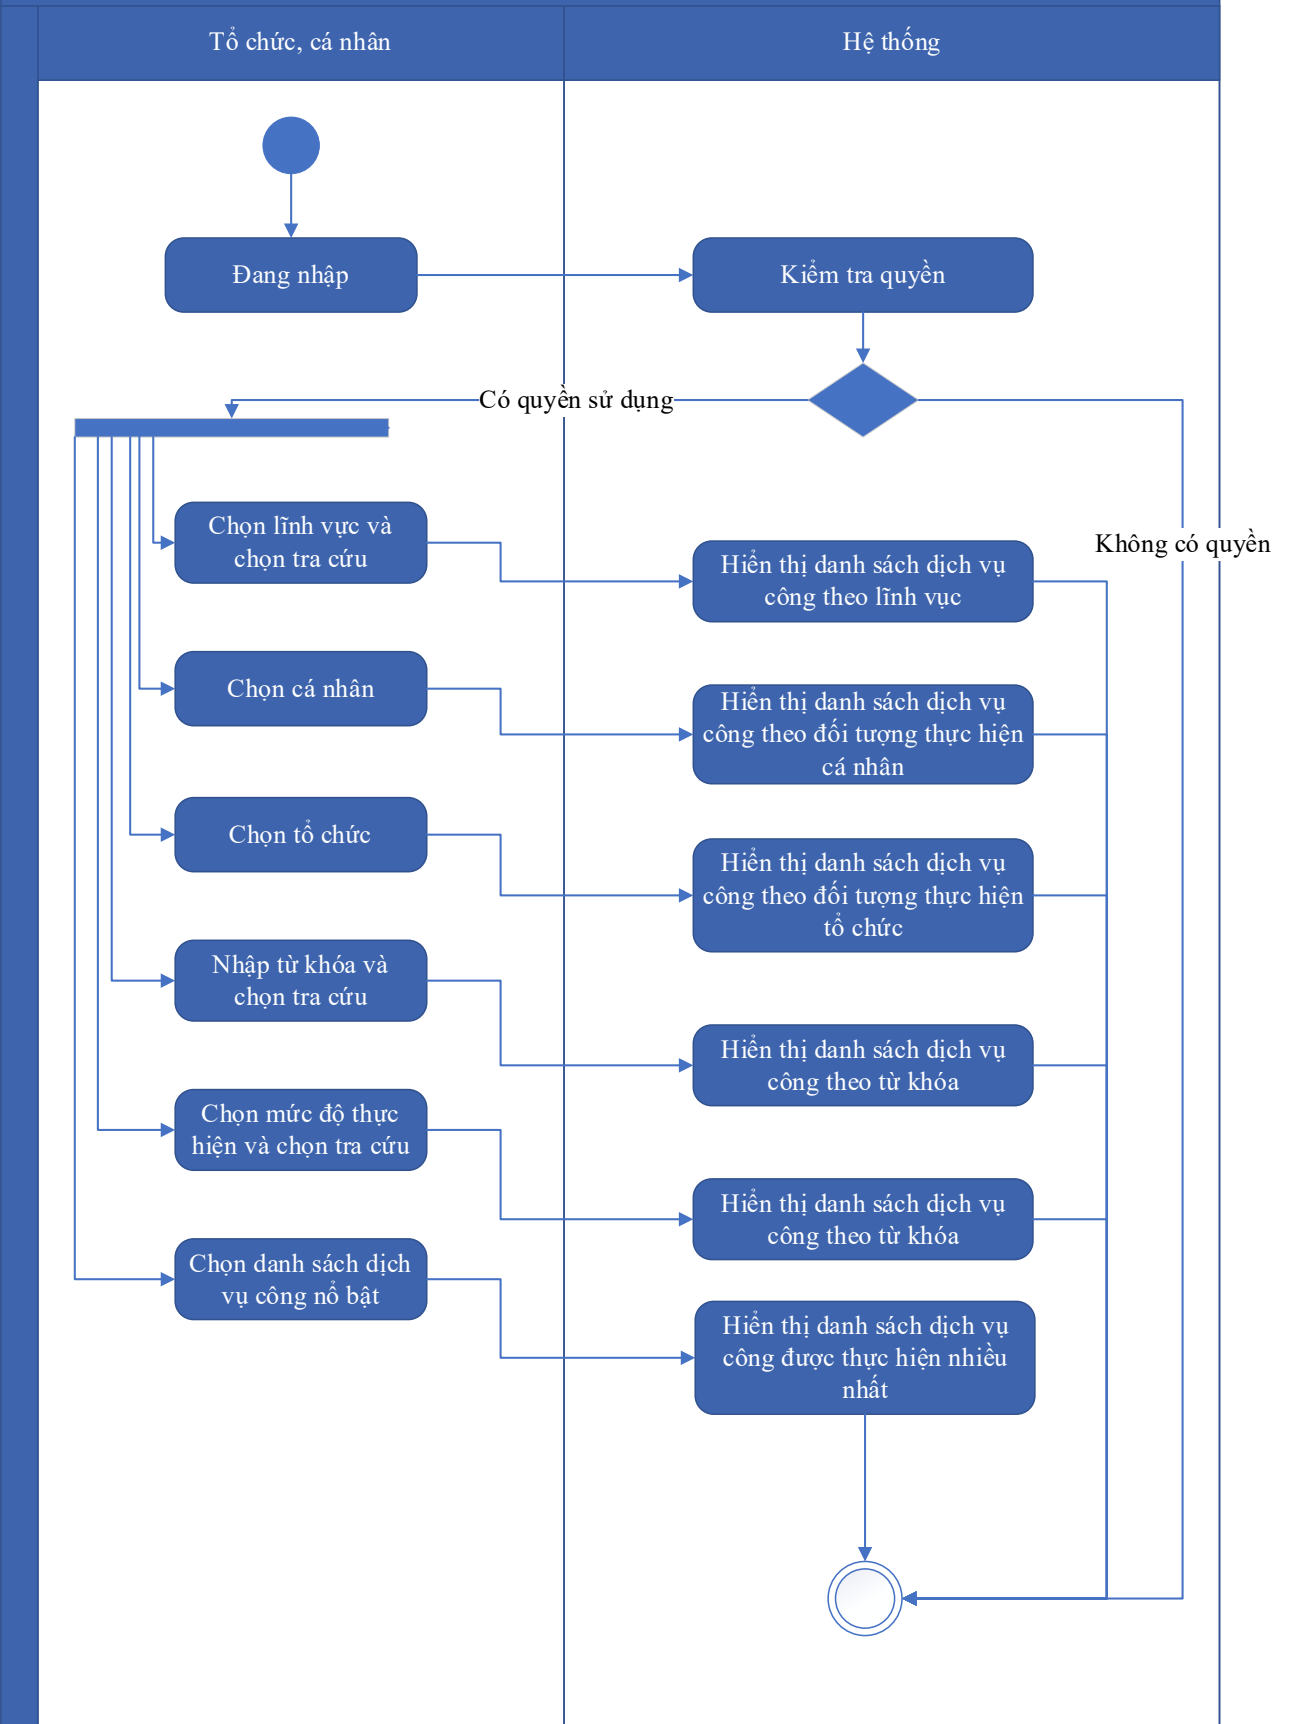 Tổ chức, cá nhân
Hệ thống
Đang nhập
Kiểm tra quyền
Có quyền sử dụng
Không có quyền
Chọn lĩnh vực và
chọn tra cứu
Hiển thị danh sách dịch vụ
công theo lĩnh vục
Chọn cá nhân
Hiển thị danh sách dịch vụ
công theo đối tượng thực hiện
cá nhân
Chọn tổ chức
Hiển thị danh sách dịch vụ
công theo đối tượng thực hiện
tổ chức
Nhập từ khóa và
chọn tra cứu
Hiển thị danh sách dịch vụ
công theo từ khóa
Chọn mức độ thực
hiện và chọn tra cứu
Hiển thị danh sách dịch vụ
công theo từ khóa
Chọn danh sách dịch
vụ công nổ bật
Hiển thị danh sách dịch vụ
công được thực hiện nhiều
nhất